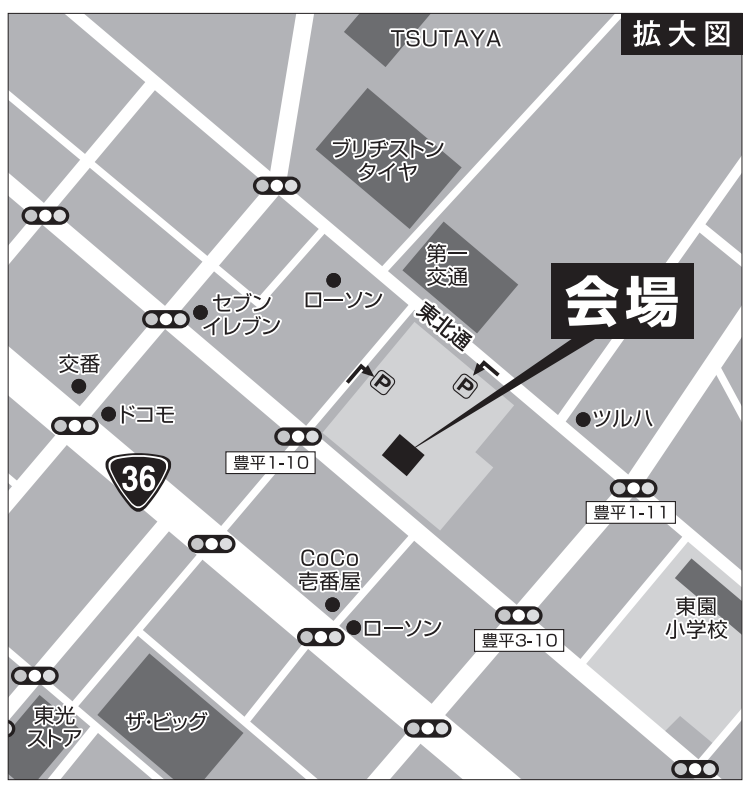 拡大図
TSUTAYA
ブリヂストン
タイヤ
第一
交通
会場
セブン
イレブン
ローソン
東北通
交番
P
P
ドコモ
ツルハ
豊平1-10
36
豊平1-11
CoCo
壱番屋
ローソン
豊平3-10
東園
小学校
東光
ストア
ザ・ビッグ